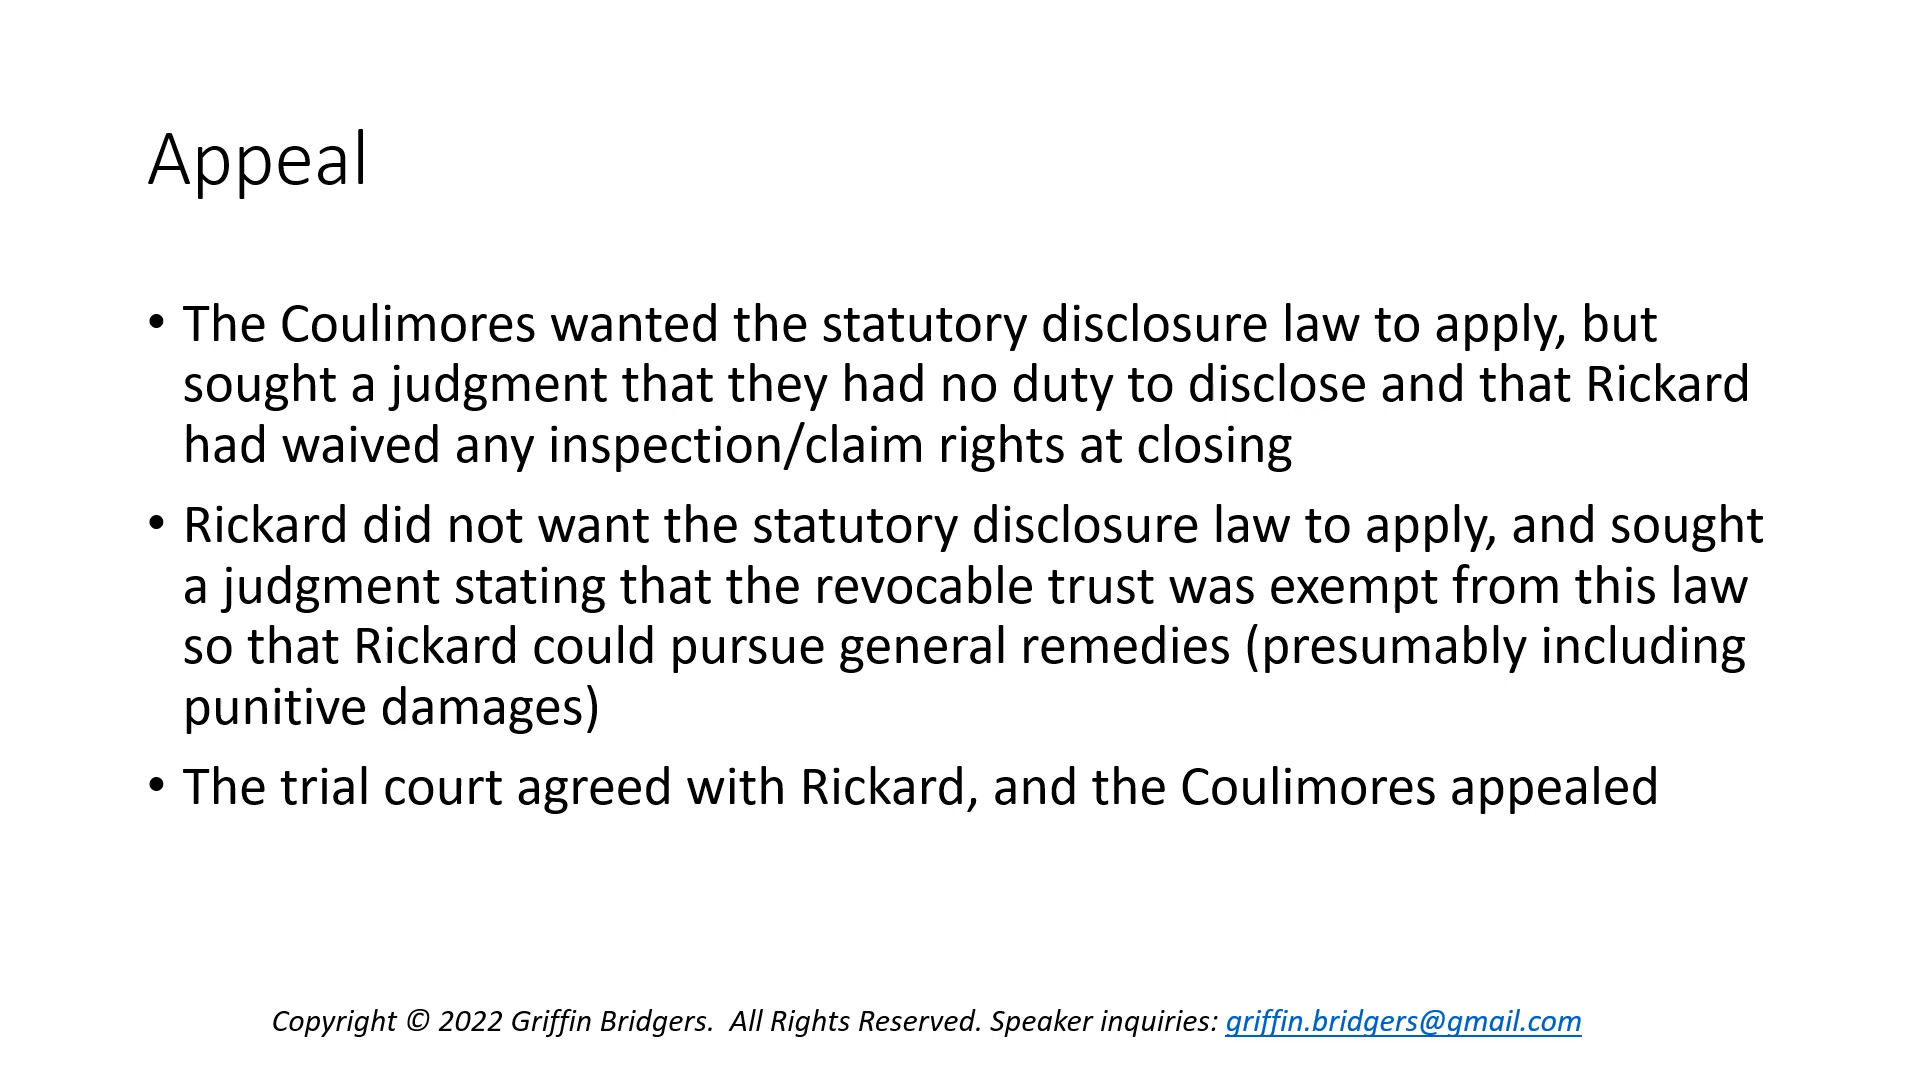 Appeal
• The Coulimores wanted the statutory disclosure law to apply, but
sought a judgment that they had no duty to disclose and that Rickard
had waived any inspection/claim rights at closing
• Rickard did not want the statutory disclosure law to apply, and sought
a judgment stating that the revocable trust was exempt from this law
so that Rickard could pursue general remedies (presumably including
punitive damages)
• The trial court agreed with Rickard, and the Coulimores appealed
Copyright © 2022 Griffin Bridgers.  All Rights Reserved. Speaker inquiries: griffin.bridgers@gmail.com